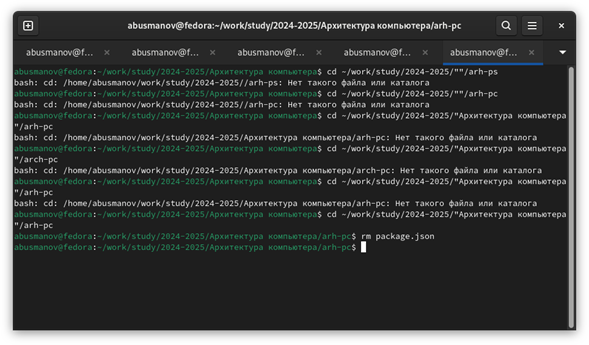 abusmanov@fedora:~/work/study/2024-2025/Архитектура компьютера/arh-pc
abusmanov@f... abusmanov@f... abusmanov@f... abusmanov@f... abusmanov@f...
abusmanov@fedora:~/work/study/2024-2025/Архитектура компьютера$ cd ~/work/study/2024-2025/""/arh-ps
bash: cd: /home/abusmanov/work/study/2024-2025//arh-ps: Нет такого файла или каталога
abusmanov@fedora:~/work/study/2024-2025/Архитектура компьютера$ cd ~/work/study/2024-2025/""/arh-pc
bash: cd: /home/abusmanov/work/study/2024-2025//arh-pc: Нет такого файла или каталога
abusmanov@fedora:~/work/study/2024-2025/Архитектура компьютера$ cd ~/work/study/2024-2025/"Архитектура компьютера
"/arh-pc
bash: cd: /home/abusmanov/work/study/2024-2025/Архитектура компьютера/arh-pc: Нет такого файла или каталога
abusmanov@fedora:~/work/study/2024-2025/Архитектура компьютера$ cd ~/work/study/2024-2025/"Архитектура компьютера
"/arch-pc
bash: cd: /home/abusmanov/work/study/2024-2025/Архитектура компьютера/arch-pc: Нет такого файла или каталога
abusmanov@fedora:~/work/study/2024-2025/Архитектура компьютера$ cd ~/work/study/2024-2025/"Архитектура компьютера
"/arh-pc
bash: cd: /home/abusmanov/work/study/2024-2025/Архитектура компьютера/arh-pc: Нет такого файла или каталога
abusmanov@fedora:~/work/study/2024-2025/Архитектура компьютера$ cd ~/work/study/2024-2025/"Архитектура компьютера
"/arh-pc
abusmanov@fedora:~/work/study/2024-2025/Архитектура компьютера/arh-pc$ rm package.json
abusmanov@fedora:~/work/study/2024-2025/Архитектура компьютера/arh-pc$